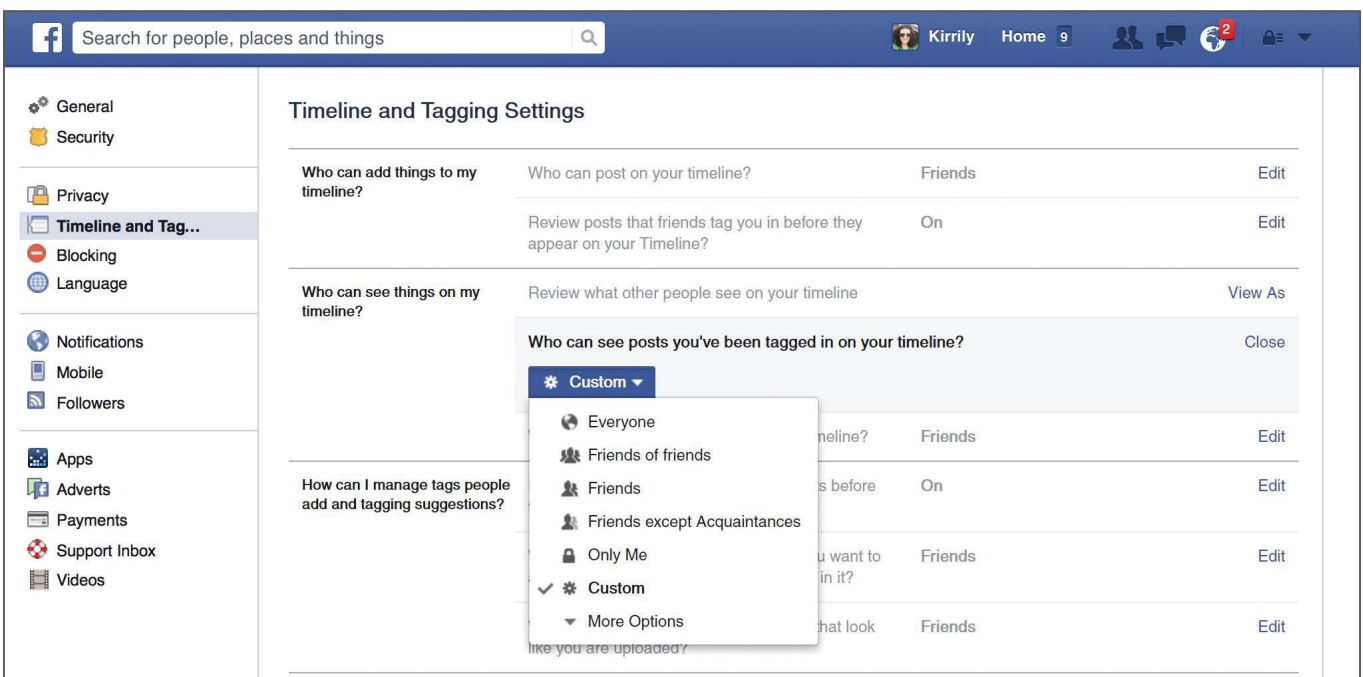 f
Search for people, places and things
Kirrily
Home 9
2
General
Security
Privacy
Timeline and Tag...
Blocking
Language
Notifications
Mobile
Followers
Apps
Adverts
Payments
Support Inbox
Videos
Timeline and Tagging Settings
Who can add things to my
timeline?
Who can post on your timeline?
Friends
Edit
Review posts that friends tag you in before they
appear on your Timeline?
On
Edit
Who can see things on my
timeline?
Review what other people see on your timeline
View As
Who can see posts you've been tagged in on your timeline?
Close
Custom
Everyone
Friends of friends
Friends
Friends except Acquaintances
Only Me
Custom
More Options
Friends
Edit
How can I manage tags people
add and tagging suggestions?
before
On
Edit
want to
in it?
Friends
Edit
that look
like you are uploaded?
Friends
Edit